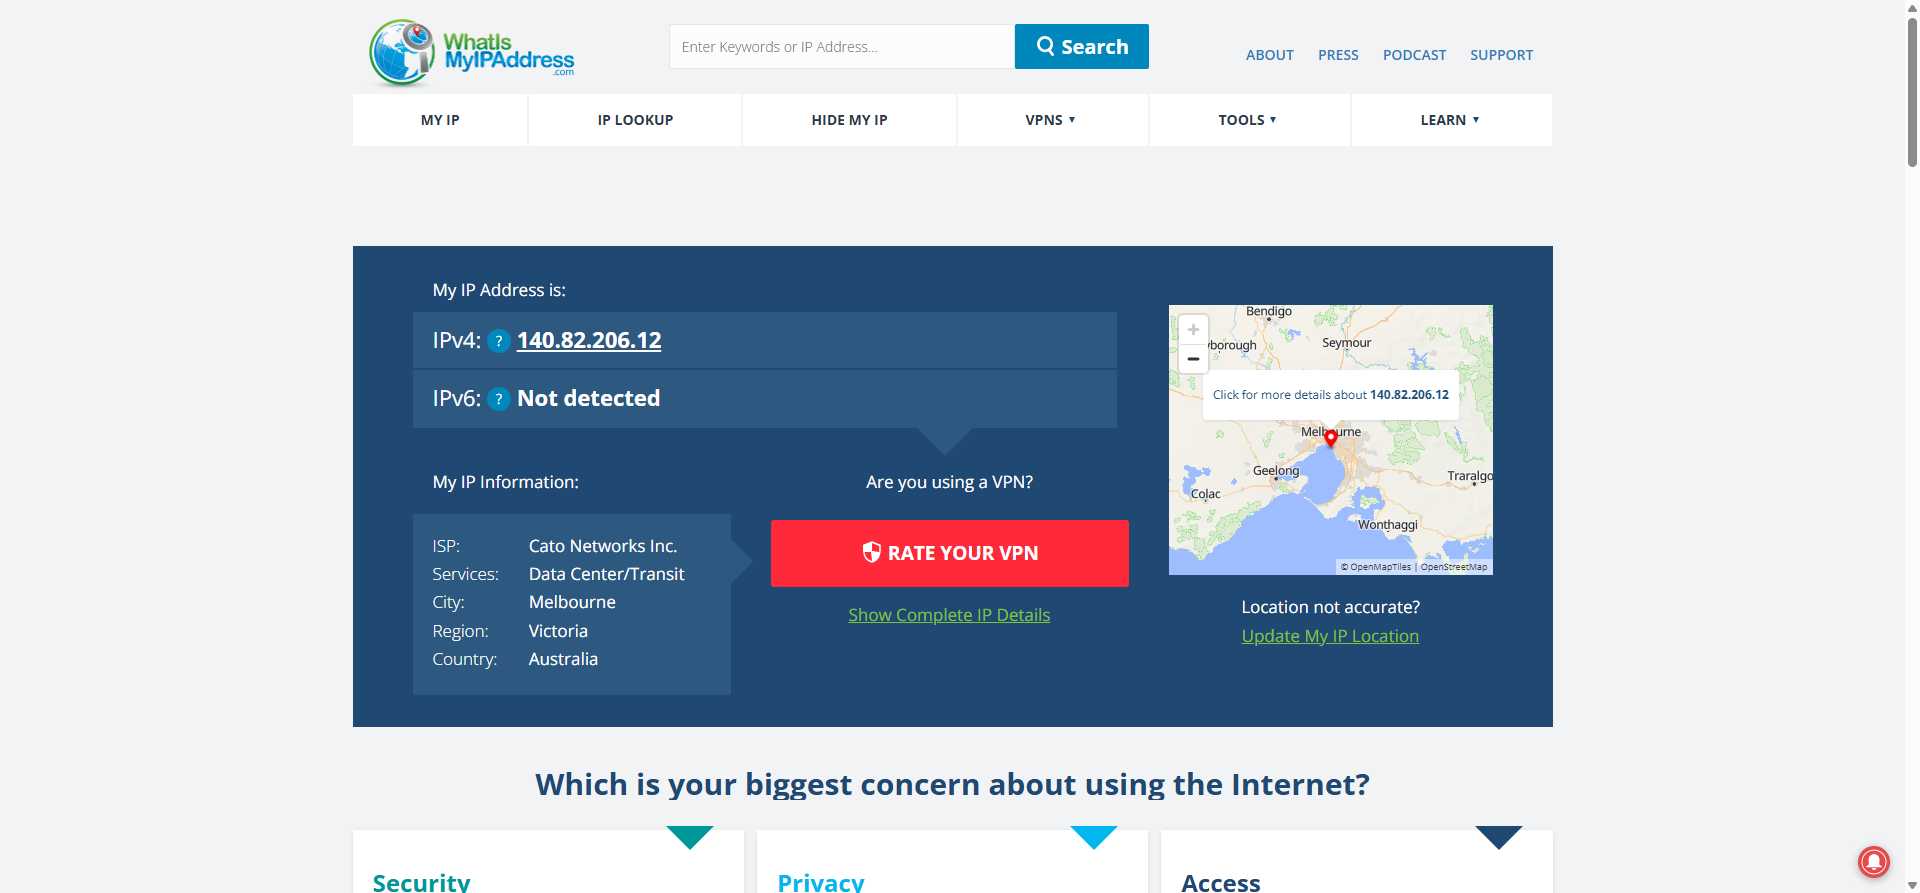 WhatIs
MyIPAddress
.com
Enter Keywords or IP Address...
Search
ABOUT
PRESS
PODCAST
SUPPORT
MY IP
IP LOOKUP
HIDE MY IP
VPNS
TOOLS
LEARN
My IP Address is:
IPv4: ? 140.82.206.12
IPv6: ? Not detected
My IP Information:
ISP: Cato Networks Inc.
Services: Data Center/Transit
City: Melbourne
Region: Victoria
Country: Australia
Are you using a VPN?
RATE YOUR VPN
Show Complete IP Details
Bendigo
yborough
Seymour
Click for more details about 140.82.206.12
Melbourne
Geelong
Traralgo
Colac
Wonthaggi
© OpenMapTiles | OpenStreetMap
Location not accurate?
Update My IP Location
Which is your biggest concern about using the Internet?
Security
Privacy
Access